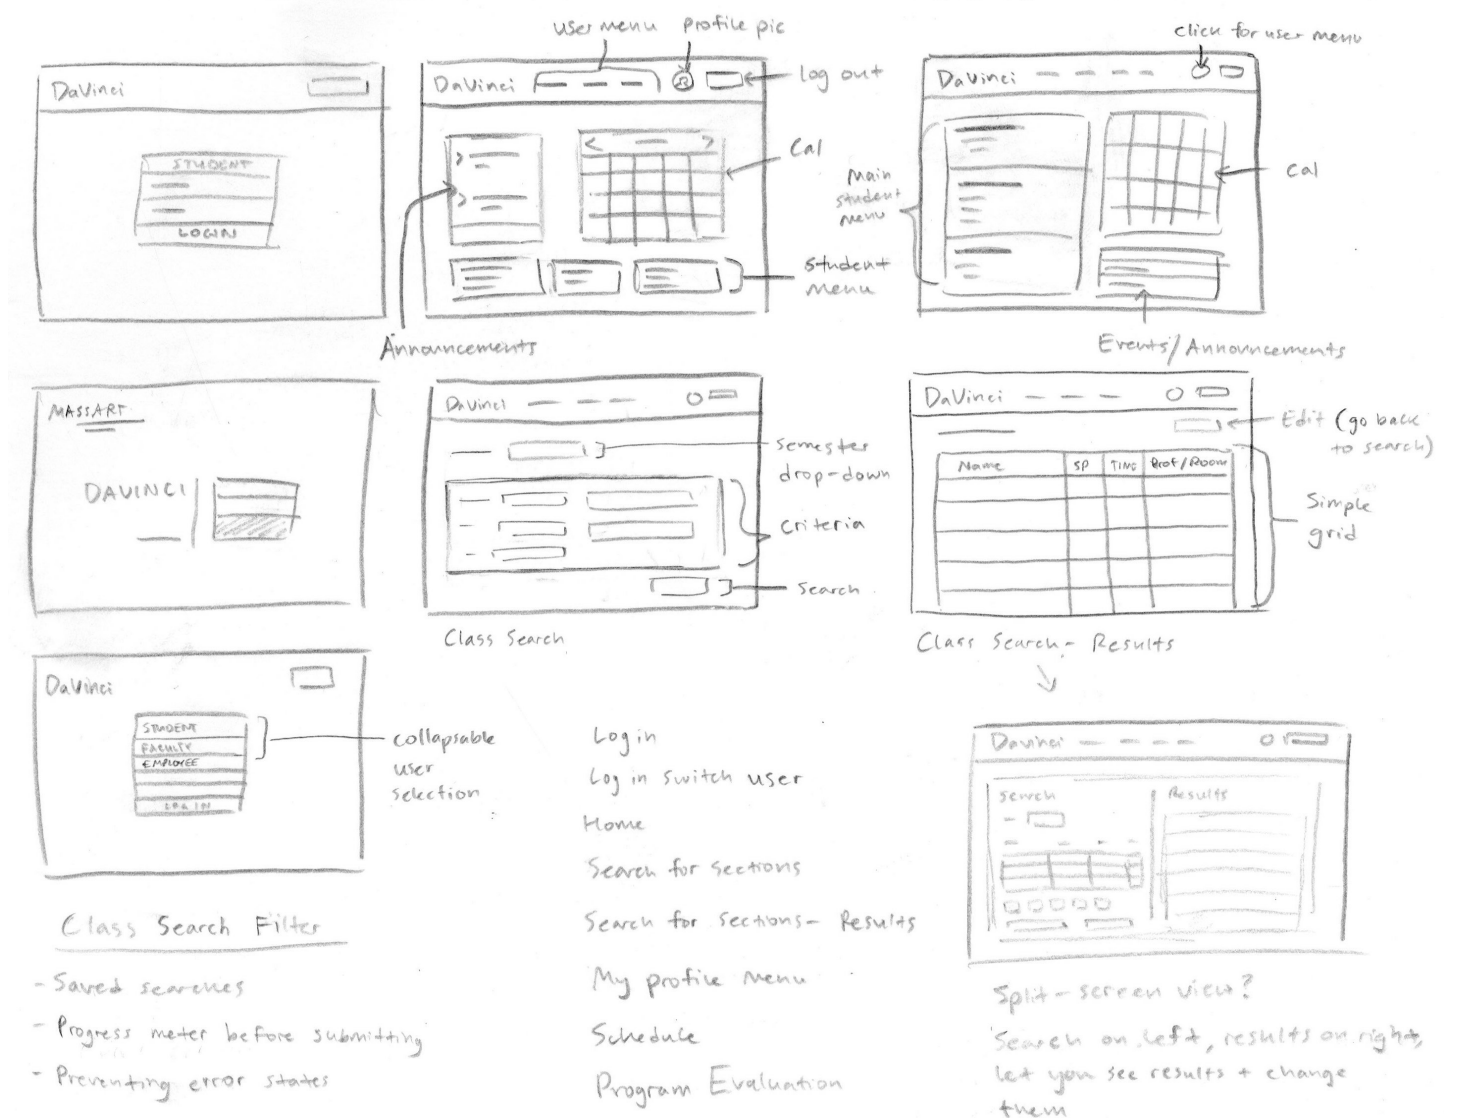 user menu
profile pic
click for user menu
DaVinci
STUDENT
LOGIN
DaVinci
Log out
Cal
Student
Menu
Announcements
DaVinci
Main
Student
Menu
Cal
Events/Announcements
MASSART
DAVINCI
DaVinci
semester
drop-down
criteria
Search
Class Search
DaVinci
Edit (go back
to search)
Name SP TIME Prof/Room
Simple
grid
Class Search - Results
DaVinci
STUDENT
FACULTY
EMPLOYEE
LOG IN
collapsable
user
selection
Log in
Log in switch user
Home
Search for sections
Search for sections - Results
My profile menu
Schedule
Program Evaluation
Davinci
Search
Results
Split-screen view?
Search on left, results on right,
let you see results + change
them
Class Search Filter
- Saved searches
- Progress meter before submitting
- Preventing error states